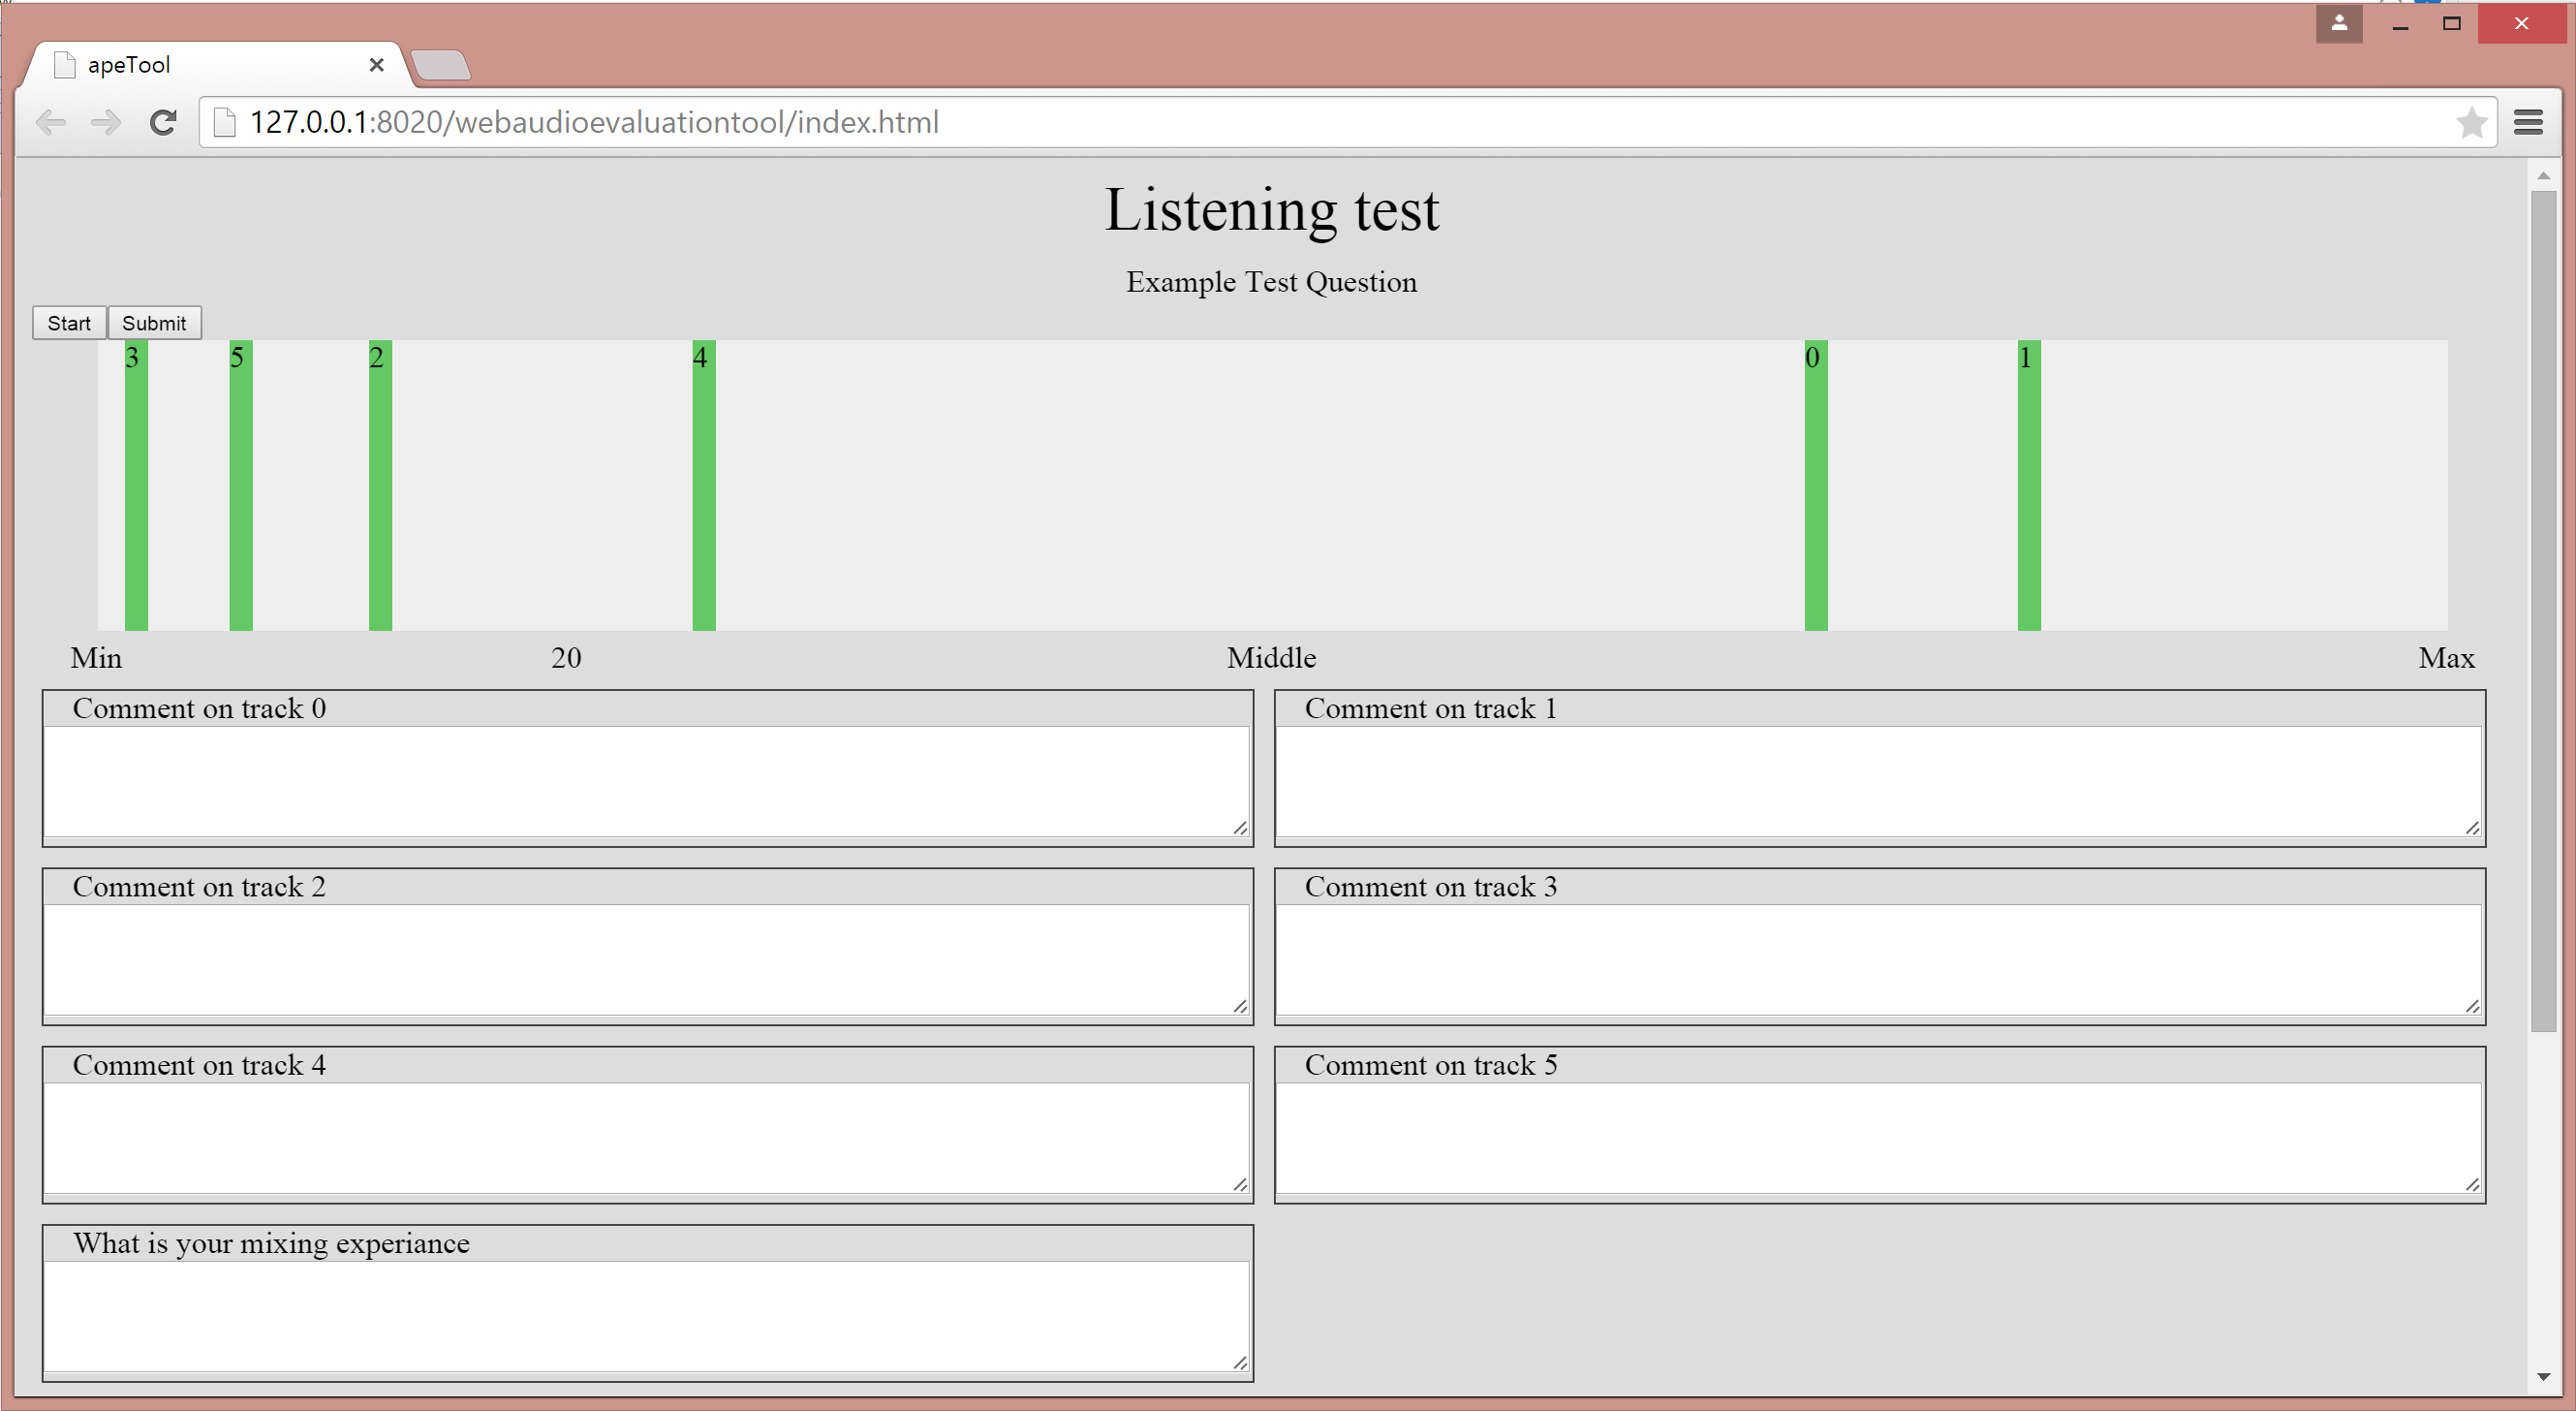 apeTool
127.0.0.1:8020/webaudioevaluationtool/index.html
Listening test
Example Test Question
Start Submit
3 5 2 4 0 1
Min 20 Middle Max
Comment on track 0 Comment on track 1
Comment on track 2 Comment on track 3
Comment on track 4 Comment on track 5
What is your mixing experiance